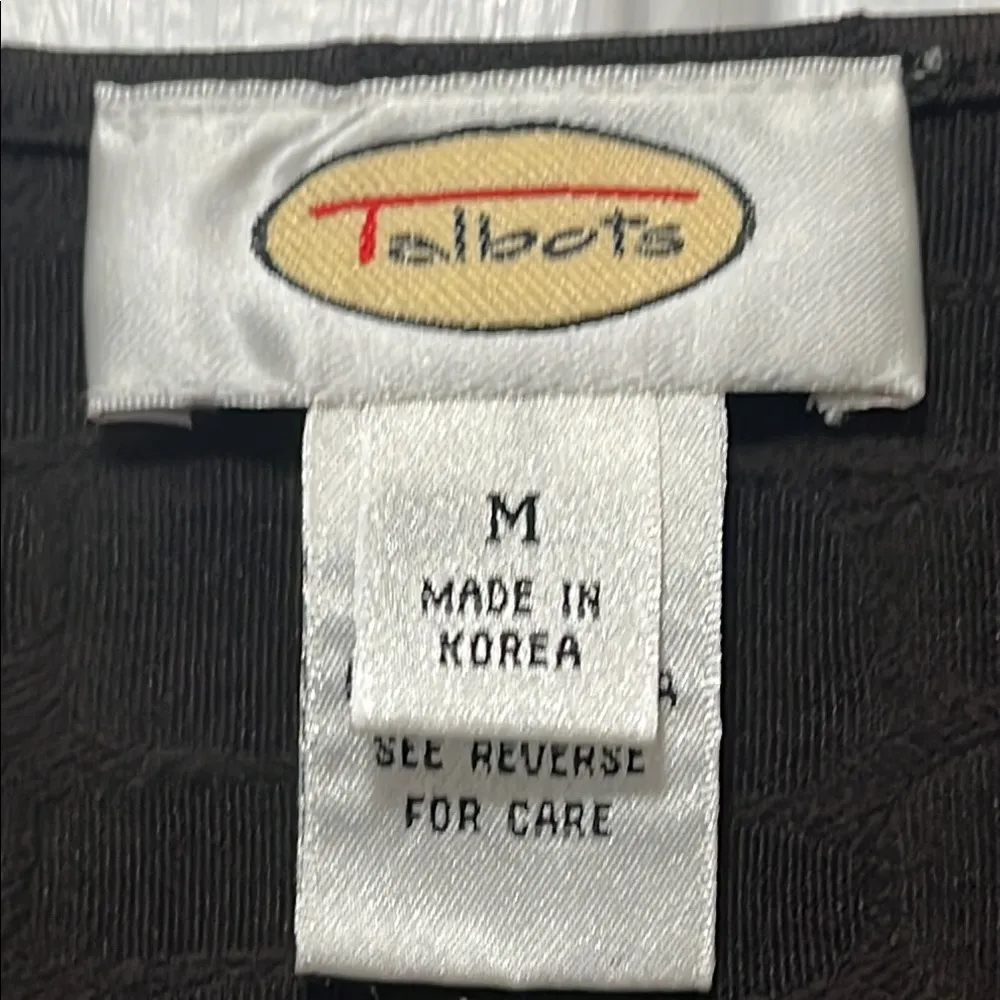 Talbots
M
MADE IN
KOREA
SEE REVERSE
FOR CARE